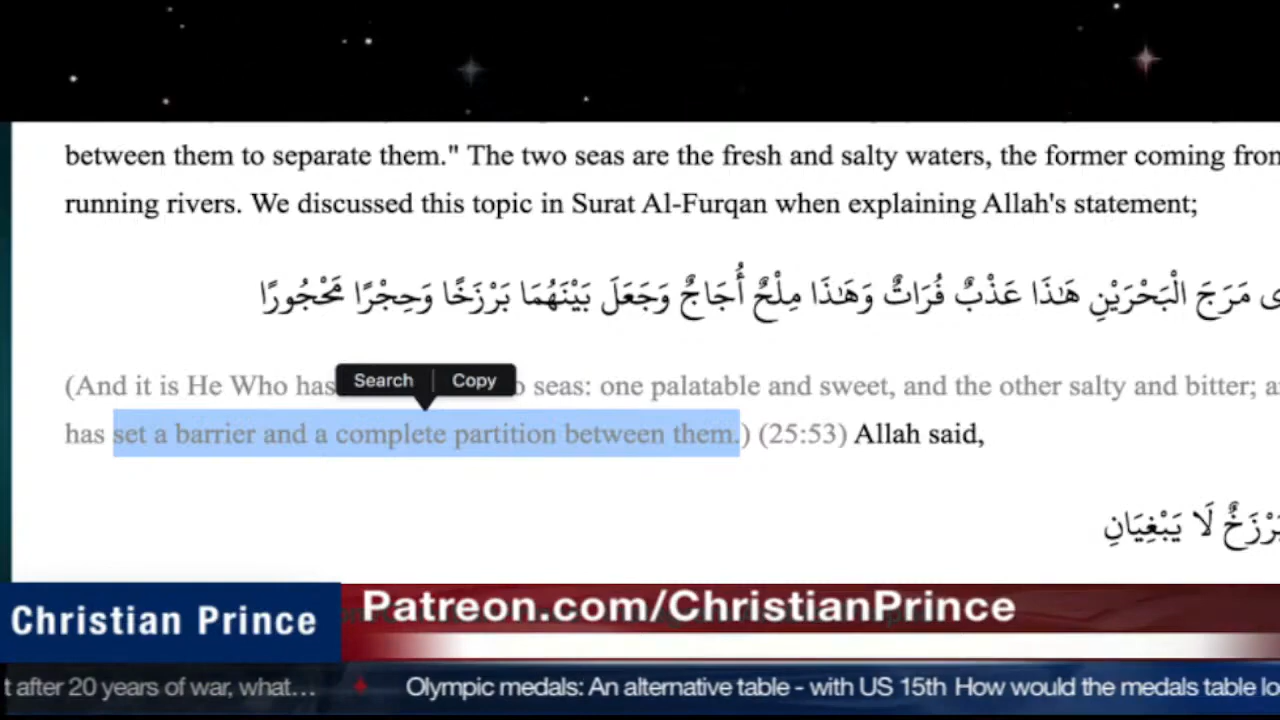 between them to separate them." The two seas are the fresh and salty waters, the former coming from
running rivers. We discussed this topic in Surat Al-Furqan when explaining Allah's statement;
مَرَجَ الْبَحْرَيْنِ هَـٰذَا عَذْبٌ فُرَاتٌ وَهَـٰذَا مِلْحٌ أُجَاجٌ وَجَعَلَ بَيْنَهُمَا بَرْزَخًا وَحِجْرًا مَّحْجُورًا
Search Copy
(And it is He Who has seas: one palatable and sweet, and the other salty and bitter;
has set a barrier and a complete partition between them.) (25:53) Allah said,
بَرْزَخٌ لَا يَبْغِيَانِ
Christian Prince
Patreon.com/ChristianPrince
t after 20 years of war, what... Olympic medals: An alternative table - with US 15th How would the medals table lo